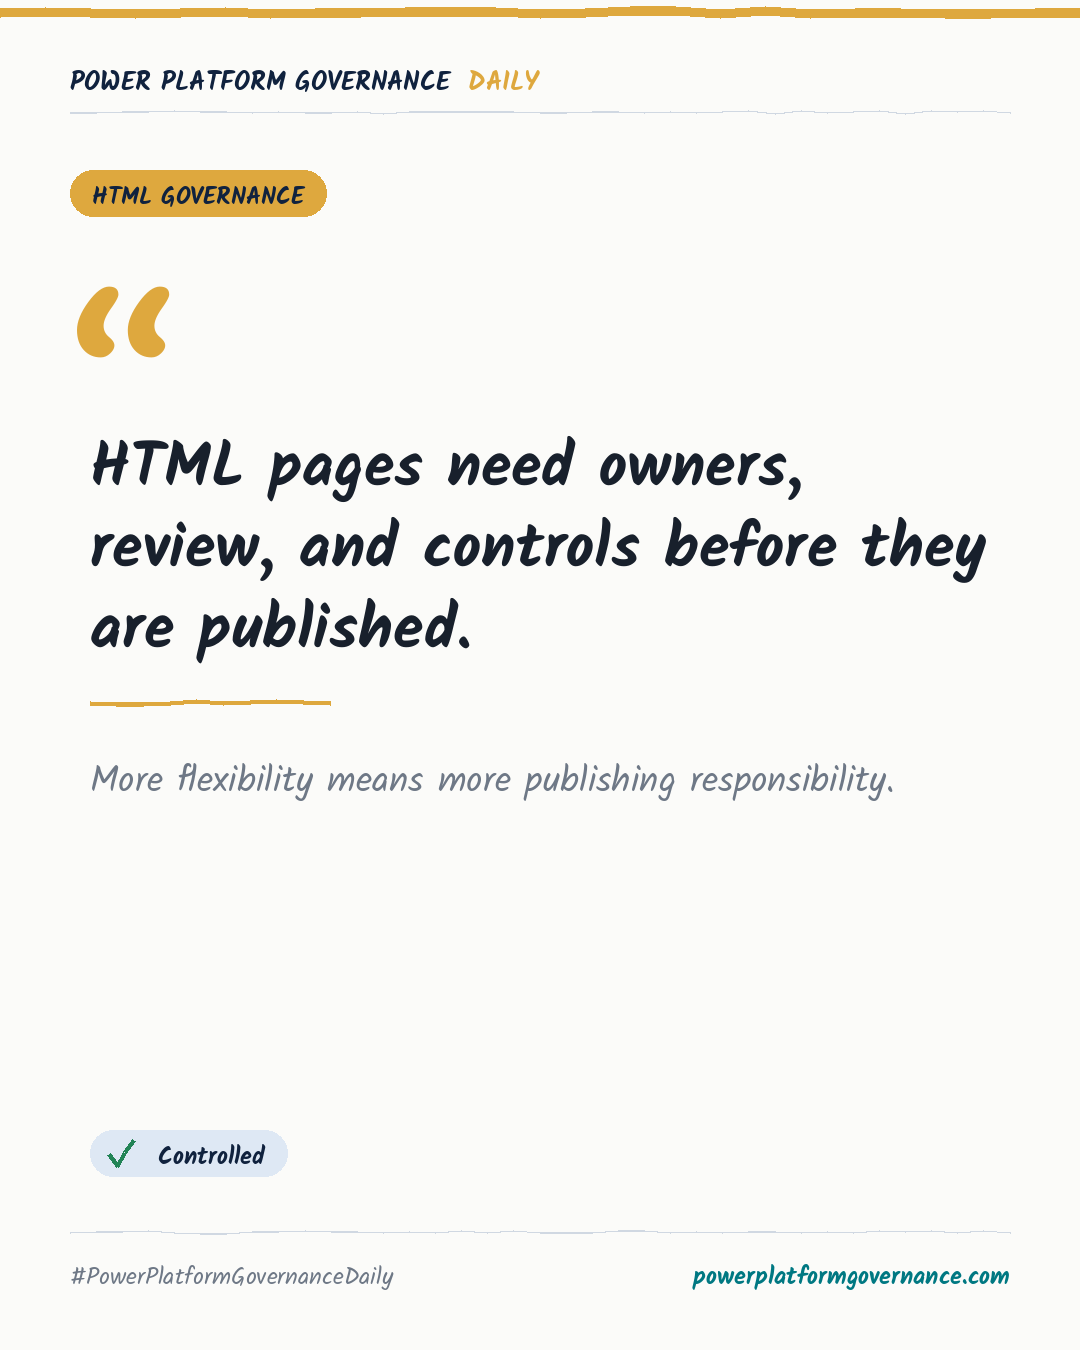 POWER PLATFORM GOVERNANCE DAILY
HTML GOVERNANCE
“
HTML pages need owners,
review, and controls before they
are published.
More flexibility means more publishing responsibility.
Controlled
#PowerPlatformGovernanceDaily
powerplatformgovernance.com